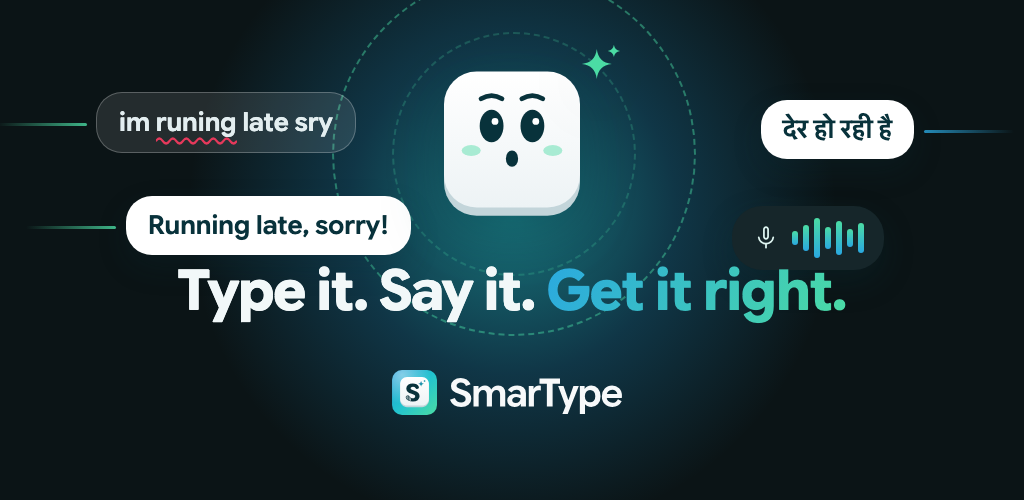 im runing late sry
देर हो रही है
Running late, sorry!
Type it. Say it. Get it right.
S
SmarType